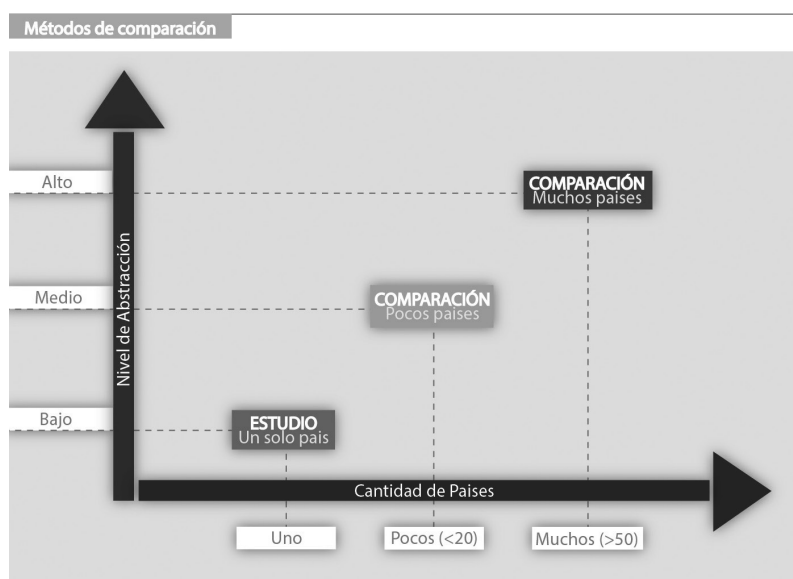 Métodos de comparación
Alto
COMPARACIÓN
Muchos paises
Nivel de Abstracción
Medio
COMPARACIÓN
Pocos paises
Bajo
ESTUDIO
Un solo pais
Cantidad de Paises
Uno
Pocos (<20)
Muchos (>50)